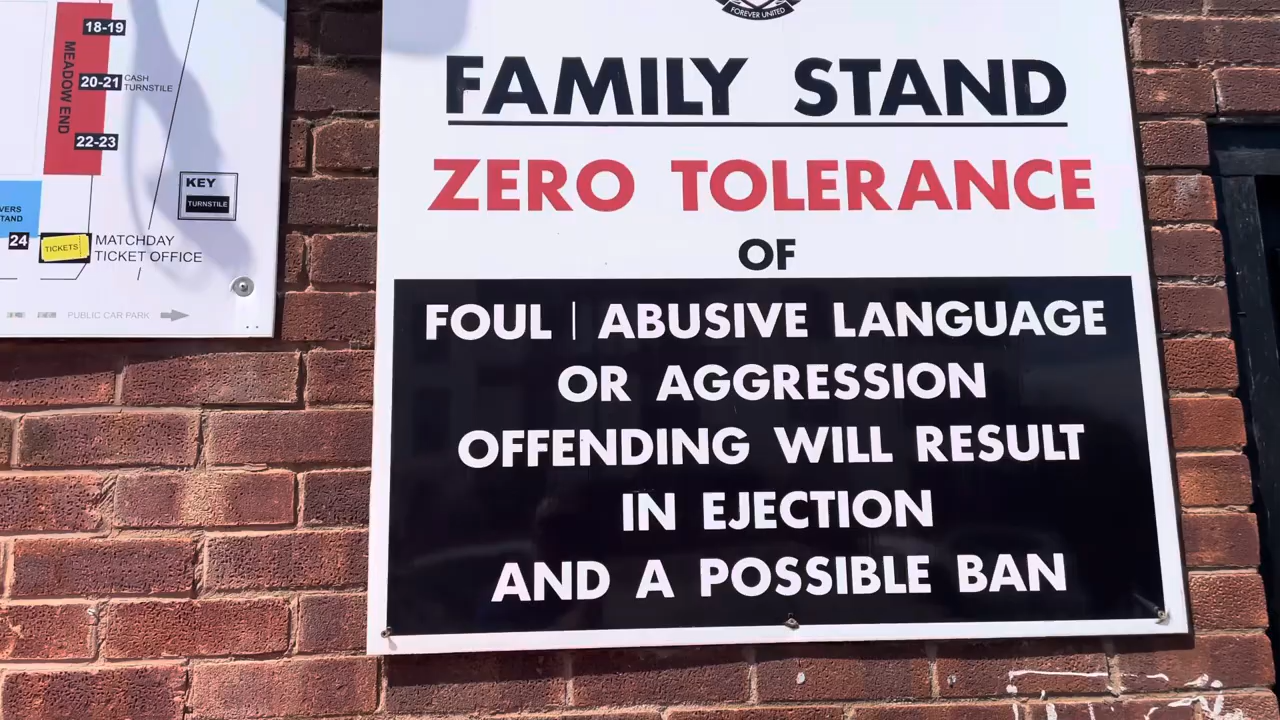 18-19
MEADOW END
20-21
CASH
TURNSTILE
22-23
KEY
TURNSTILE
VERS
TAND
24
TICKETS
MATCHDAY
TICKET OFFICE
PUBLIC CAR PARK
FOREVER UNITED
FAMILY STAND
ZERO TOLERANCE
OF
FOUL | ABUSIVE LANGUAGE
OR AGGRESSION
OFFENDING WILL RESULT
IN EJECTION
AND A POSSIBLE BAN